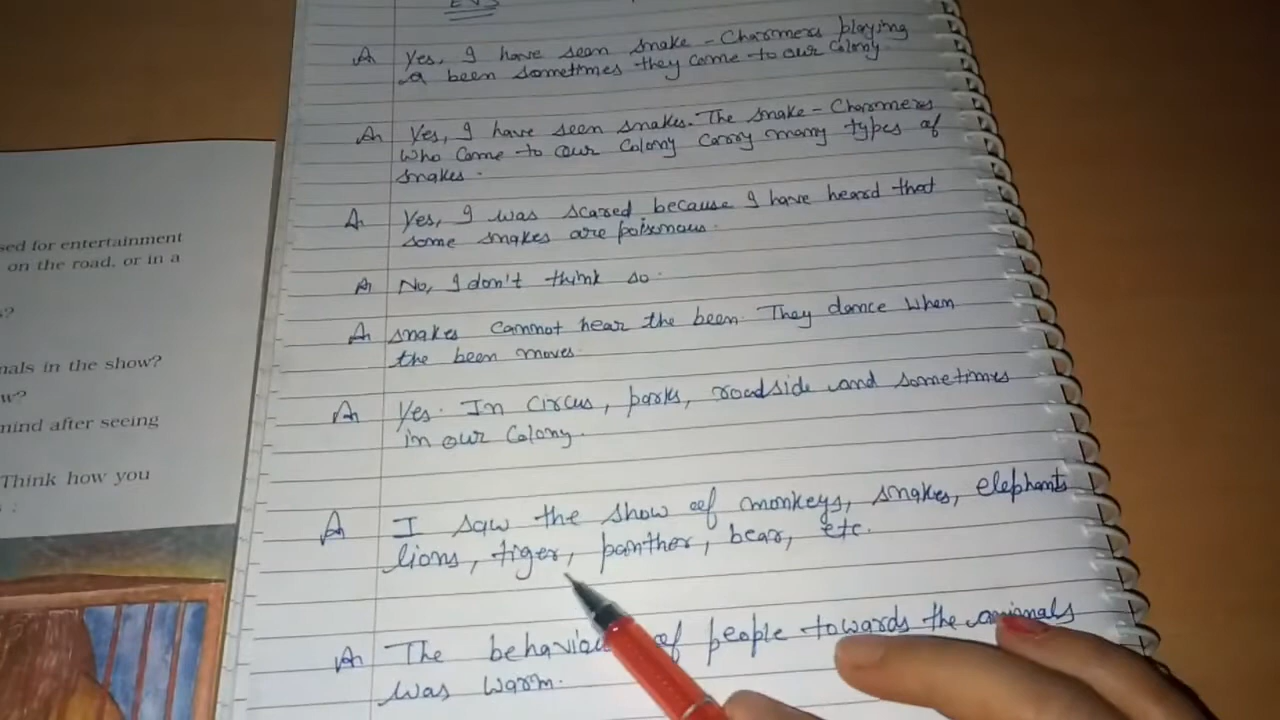 EVS
A Yes, I have seen snake - Charmers playing
a been sometimes they come to our Colony
A Yes, I have seen snakes. The snake - Charmers
who come to our Colony Carry many types of
snakes.
A Yes, I was scared because I have heard that
some snakes are poisnous.
A No, I don't think so.
A snakes Cannot hear the been. They dance when
the been moves.
A Yes. In Circus, parks, roadside and sometimes
in our Colony.
A I saw the show of monkeys, snakes, elephants
lions, tiger, panther, bear, etc.
A The behaviou of people towards the animals
was warm.
sed for entertainment
on the road, or in a
s?
nals in the show?
w?
mind after seeing
Think how you
: